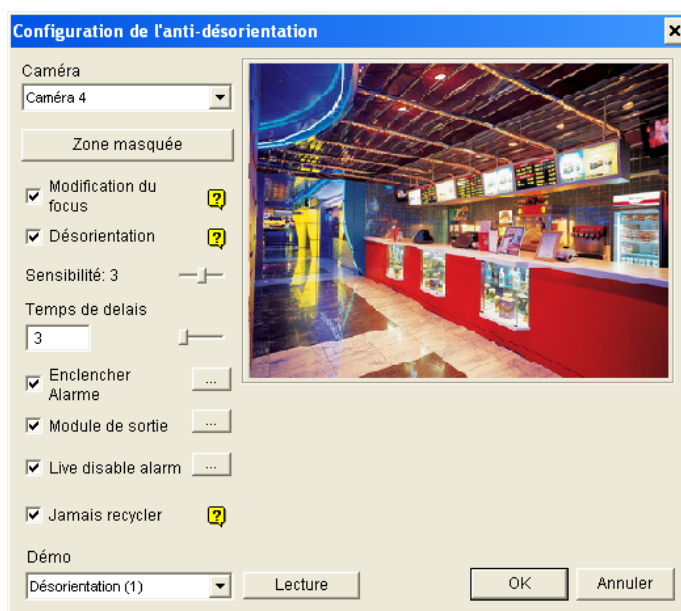 Configuration de l'anti-désorientation
Caméra
Caméra 4
Zone masquée
Modification du
focus
Désorientation
Sensibilité: 3
Temps de delais
3
Enclencher
Alarme
...
Module de sortie
...
Live disable alarm
...
Jamais recycler
Démo
Désorientation (1)
Lecture
OK
Annuler